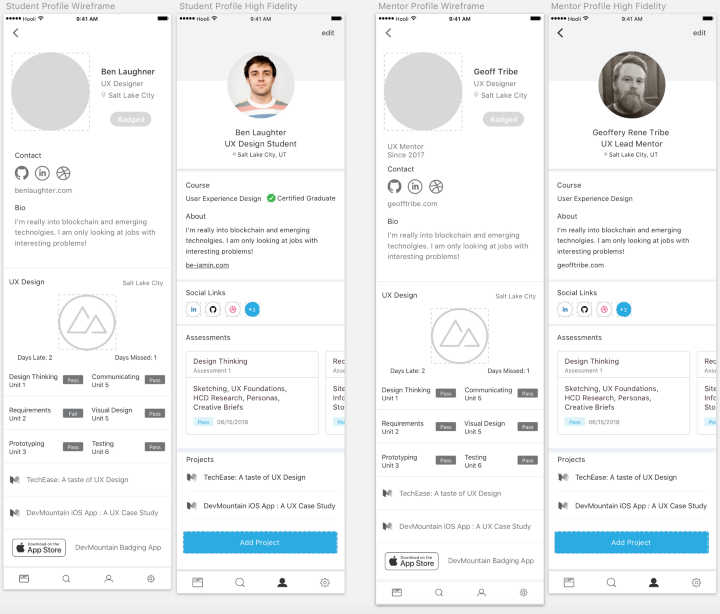 Student Profile Wireframe
Hooli
9:41 AM
Ben Laughner
UX Designer
Salt Lake City
Badged
Contact
benlaughter.com
Bio
I'm really into blockchain and emerging
technolgies. I am only looking at jobs with
interesting problems!
UX Design
Salt Lake City
Days Late: 2
Days Missed: 1
Design Thinking
Unit 1
Pass
Communicating
Unit 5
Pass
Requirements
Unit 2
Fail
Visual Design
Unit 5
Pass
Prototyping
Unit 3
Pass
Testing
Unit 6
Pass
TechEase: A taste of UX Design
DevMountain iOS App : A UX Case Study
Download on the
App Store
DevMountain Badging App
Student Profile High Fidelity
Hooli
9:41 AM
edit
Ben Laughter
UX Design Student
Salt Lake City, UT
Course
User Experience Design
Certified Graduate
About
I'm really into blockchain and emerging
technolgies. I am only looking at jobs with
interesting problems!
be-jamin.com
Social Links
in
+3
Assessments
Design Thinking
Assessment 1
Sketching, UX Foundations,
HCD Research, Personas,
Creative Briefs
Pass
06/15/2018
Projects
TechEase: A taste of UX Design
DevMountain iOS App : A UX Case Study
Add Project
Mentor Profile Wireframe
Hooli
9:41 AM
Geoff Tribe
UX Designer
Salt Lake City
Badged
UX Mentor
Since 2017
Contact
geofftribe.com
Bio
I'm really into blockchain and emerging
technolgies. I am only looking at jobs with
interesting problems!
UX Design
Salt Lake City
Days Late: 2
Days Missed: 1
Design Thinking
Unit 1
Pass
Communicating
Unit 5
Pass
Requirements
Unit 2
Pass
Visual Design
Unit 5
Pass
Prototyping
Unit 3
Pass
Testing
Unit 6
Pass
TechEase: A taste of UX Design
DevMountain iOS App : A UX Case Study
Download on the
App Store
DevMountain Badging App
Mentor Profile High Fidelity
Hooli
9:41 AM
edit
Geoffery Rene Tribe
UX Lead Mentor
Salt Lake City, UT
Course
User Experience Design
About
I'm really into blockchain and emerging
technolgies. I am only looking at jobs with
interesting problems!
geofftribe.com
Social Links
in
+3
Assessments
Design Thinking
Assessment 1
Sketching, UX Foundations,
HCD Research, Personas,
Creative Briefs
Pass
06/15/2018
Projects
TechEase: A taste of UX Design
DevMountain iOS App : A UX Case Study
Add Project